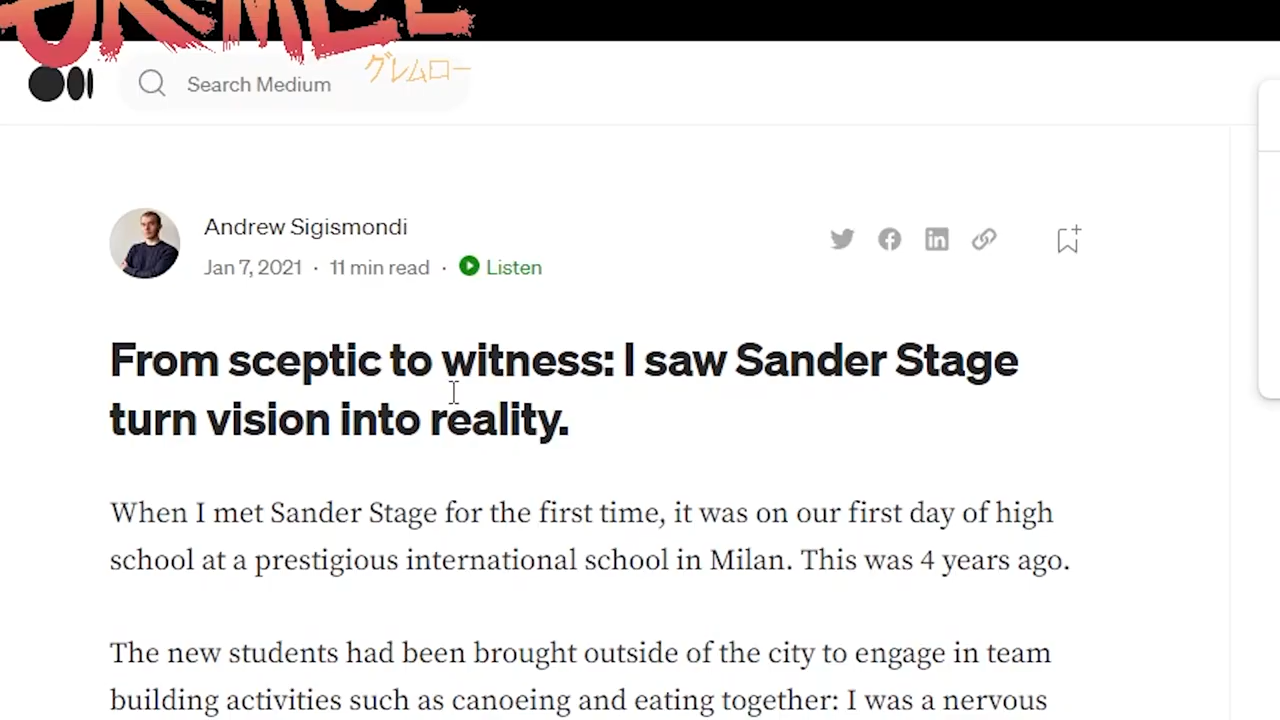 グレムロー
Search Medium
Andrew Sigismondi
Jan 7, 2021 · 11 min read · Listen
From sceptic to witness: I saw Sander Stage
turn vision into reality.
When I met Sander Stage for the first time, it was on our first day of high
school at a prestigious international school in Milan. This was 4 years ago.
The new students had been brought outside of the city to engage in team
building activities such as canoeing and eating together: I was a nervous